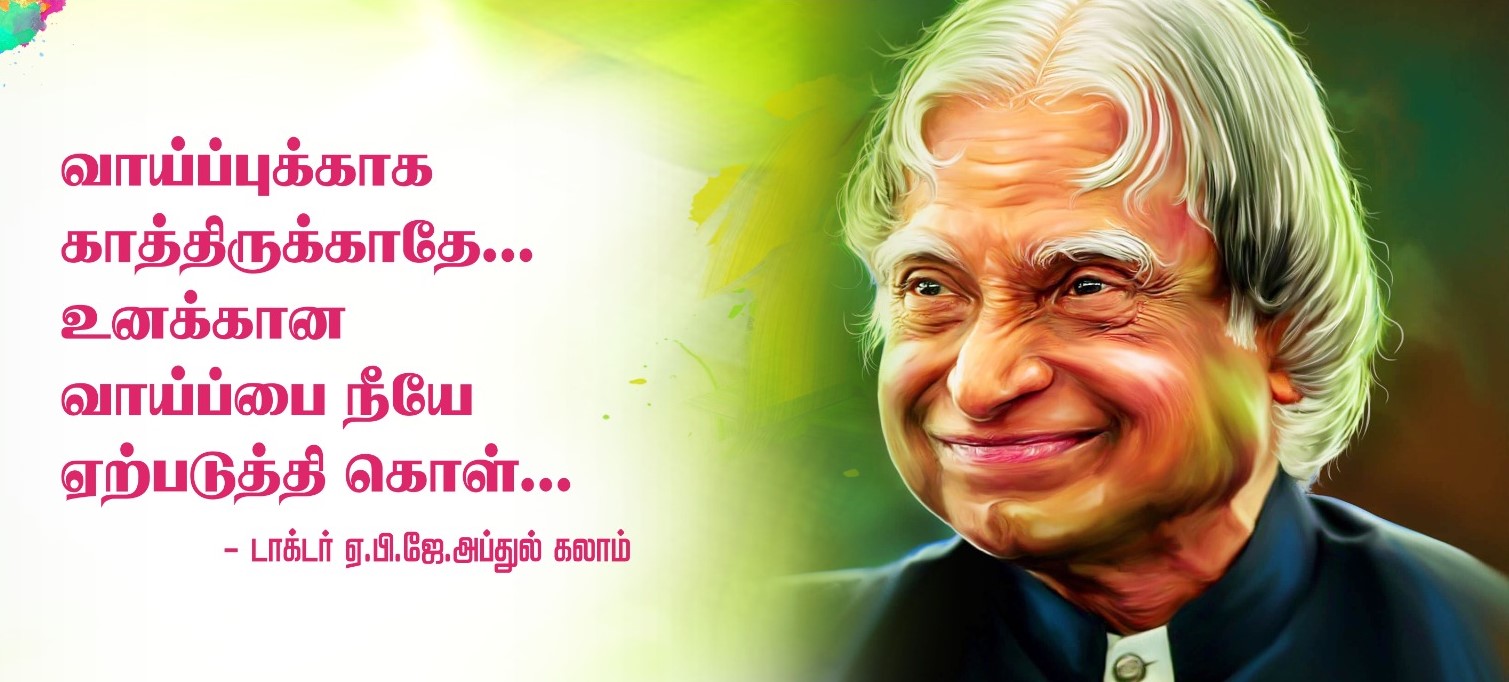 வாய்ப்புக்காக
காத்திருக்காதே...
உனக்கான
வாய்ப்பை நீயே
ஏற்படுத்தி கொள்...
- டாக்டர் ஏ.பி.ஜே.அப்துல் கலாம்